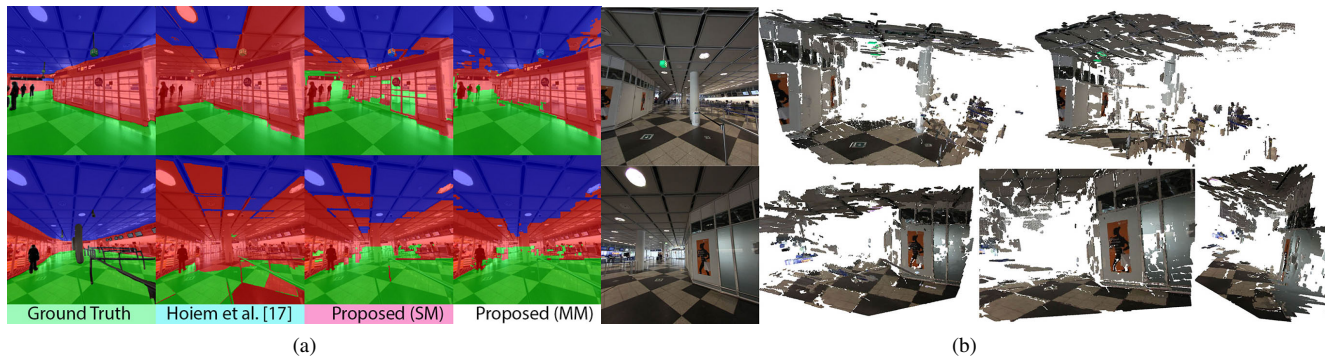 Ground Truth
Hoiem et al. [17]
Proposed (SM)
Proposed (MM)
(a)
(b)